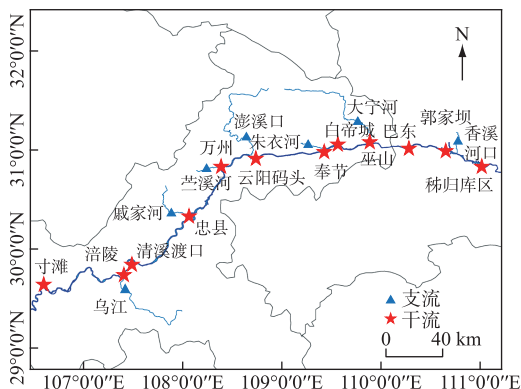 32°0′0″N
31°0′0″N
30°0′0″N
29°0′0″N
N
大宁河
郭家坝
澎溪口
朱衣河
白帝城
巴东
香溪
河口
万州
云阳码头
奉节
巫山
秭归库区
苎溪河
戚家河
忠县
涪陵
清溪渡口
寸滩
乌江
支流
干流
0 40 km
107°0′0″E
108°0′0″E
109°0′0″E
110°0′0″E
111°0′0″E